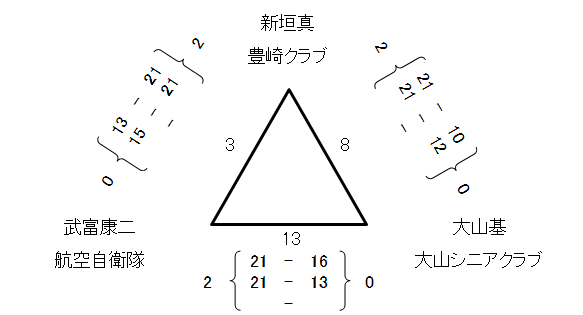 新垣真
豊崎クラブ
2
21 - 13
21 - 15
-
0
3
2
21 - 10
21 - 12
-
0
8
武富康二
航空自衛隊
大山基
大山シニアクラブ
13
2
21 - 16
21 - 13
-
0